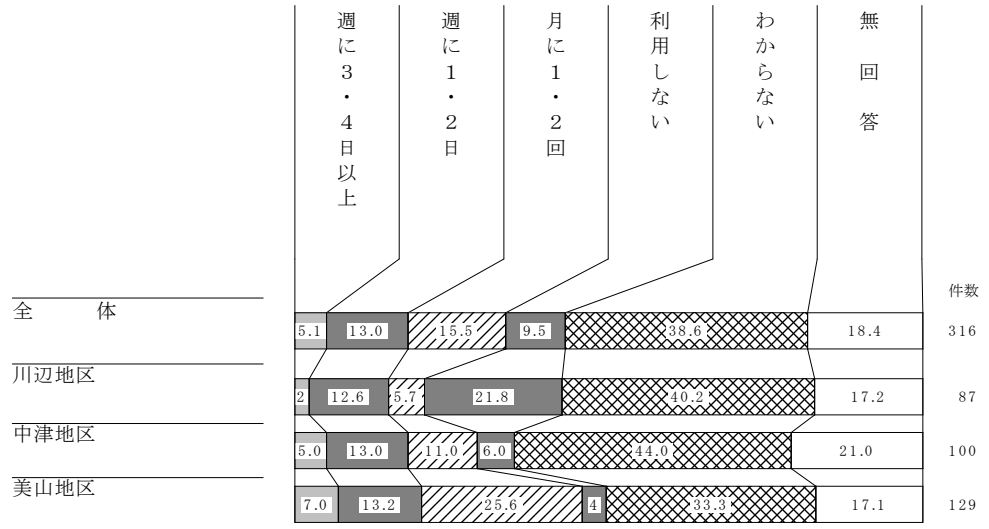 週に３・４日以上
週に１・２日
月に１・２回
利用しない
わからない
無回答
件数
全体 5.1 13.0 15.5 9.5 38.6 18.4 316
川辺地区 2 12.6 5.7 21.8 40.2 17.2 87
中津地区 5.0 13.0 11.0 6.0 44.0 21.0 100
美山地区 7.0 13.2 25.6 4 33.3 17.1 129